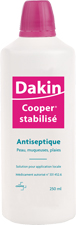 Dakin
Cooper®
stabilisé
Antiseptique
Peau, muqueuses, plaies
Solution pour application locale
250 ml